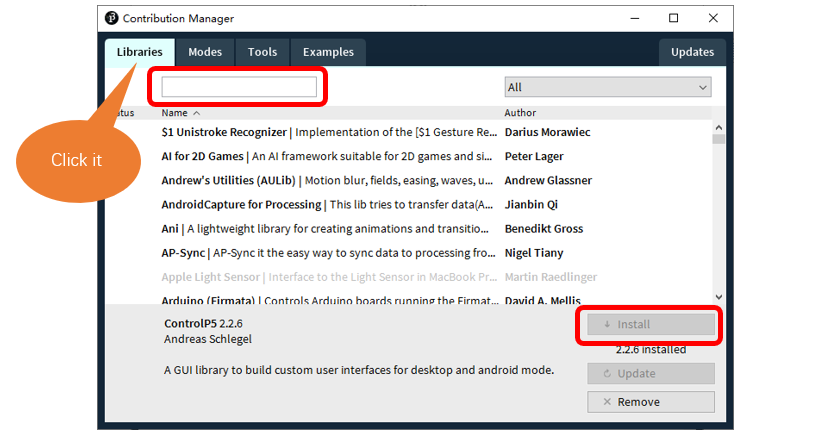 Contribution Manager
Libraries Modes Tools Examples Updates
All
tus Name Author
$1 Unistroke Recognizer | Implementation of the [$1 Gesture Re... Darius Morawiec
AI for 2D Games | An AI framework suitable for 2D games and si... Peter Lager
Click it
Andrew's Utilities (AULib) | Motion blur, fields, easing, waves, u... Andrew Glassner
AndroidCapture for Processing | This lib tries to transfer data(A... Jianbin Qi
Ani | A lightweight library for creating animations and transitio... Benedikt Gross
AP-Sync | AP-Sync it the easy way to sync data to processing fro... Nigel Tiany
Apple Light Sensor | Interface to the Light Sensor in MacBook Pr... Martin Raedlinger
Arduino (Firmata) | Controls Arduino boards running the Firmat... David A. Mellis
ControlP5 2.2.6
Andreas Schlegel
A GUI library to build custom user interfaces for desktop and android mode.
Install
2.2.6 installed
Update
Remove